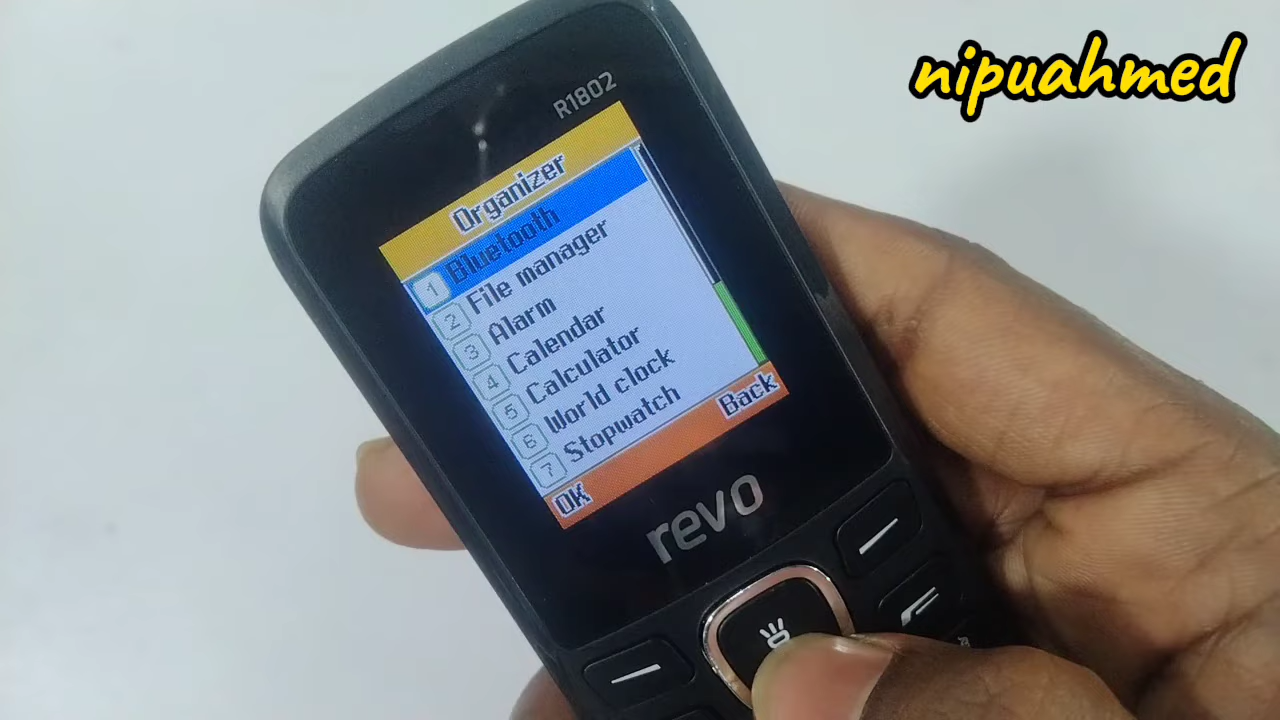 nipuahmed
R1802
Organizer
1 Bluetooth
2 File manager
3 Alarm
4 Calendar
5 Calculator
6 World clock
7 Stopwatch
OK Back
revo